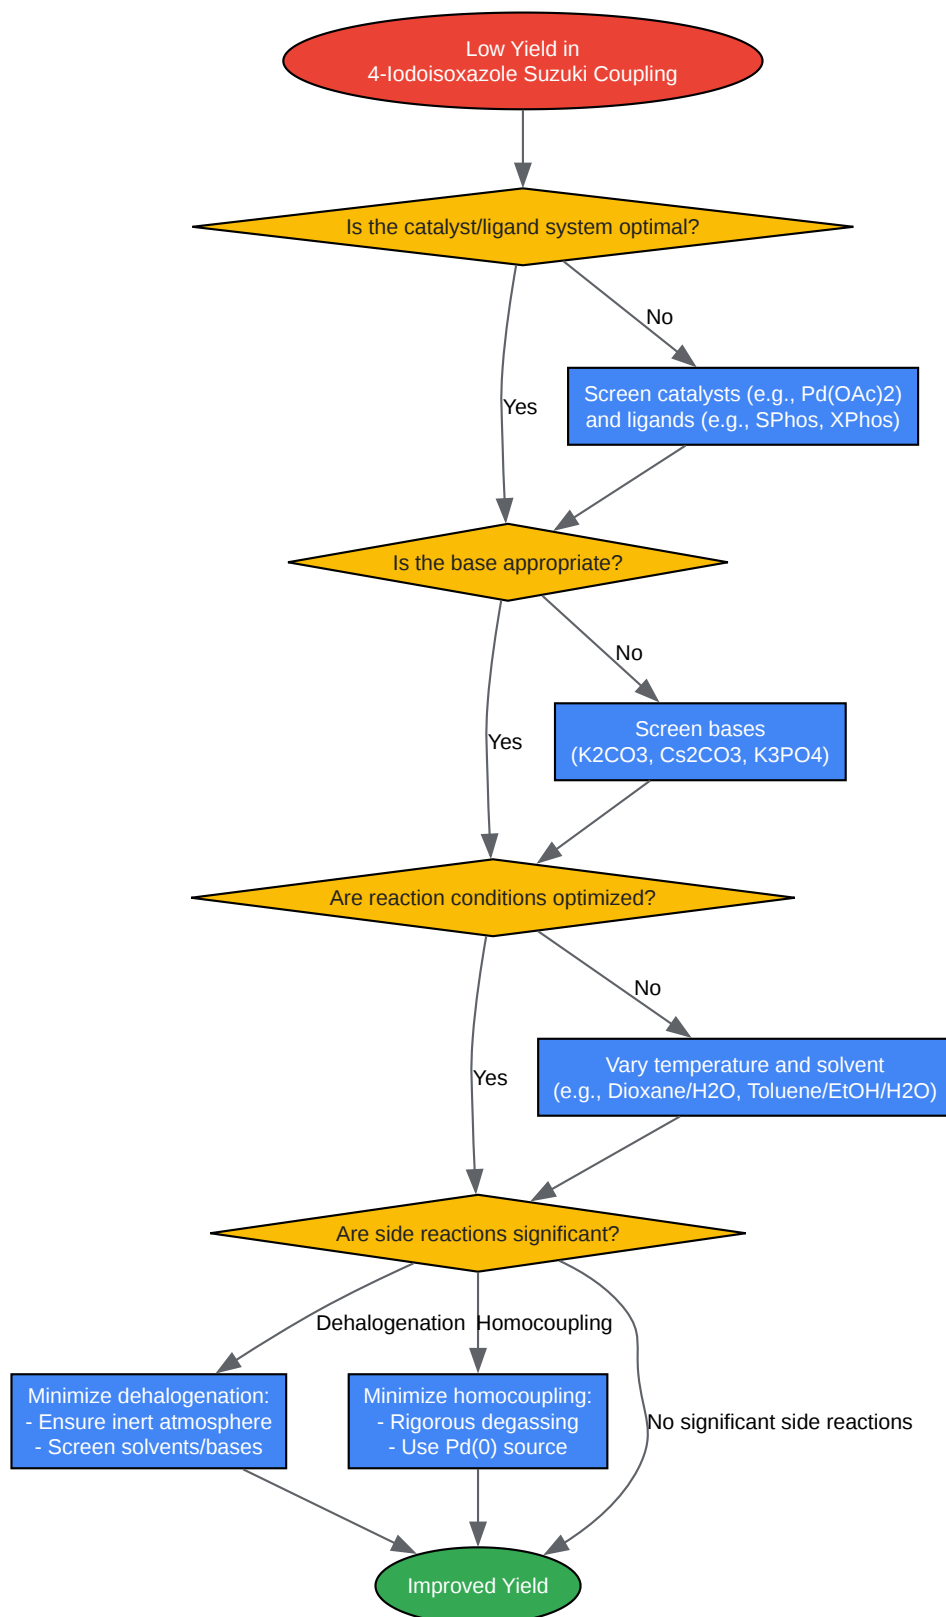 Low Yield in
4-Iodoisoxazole Suzuki Coupling
Is the catalyst/ligand system optimal?
No
Screen catalysts (e.g., Pd(OAc)2)
and ligands (e.g., SPhos, XPhos)
Yes
Is the base appropriate?
No
Screen bases
(K2CO3, Cs2CO3, K3PO4)
Yes
Are reaction conditions optimized?
No
Vary temperature and solvent
(e.g., Dioxane/H2O, Toluene/EtOH/H2O)
Yes
Are side reactions significant?
Dehalogenation
Homocoupling
Minimize dehalogenation:
- Ensure inert atmosphere
- Screen solvents/bases
Minimize homocoupling:
- Rigorous degassing
- Use Pd(0) source
No significant side reactions
Improved Yield